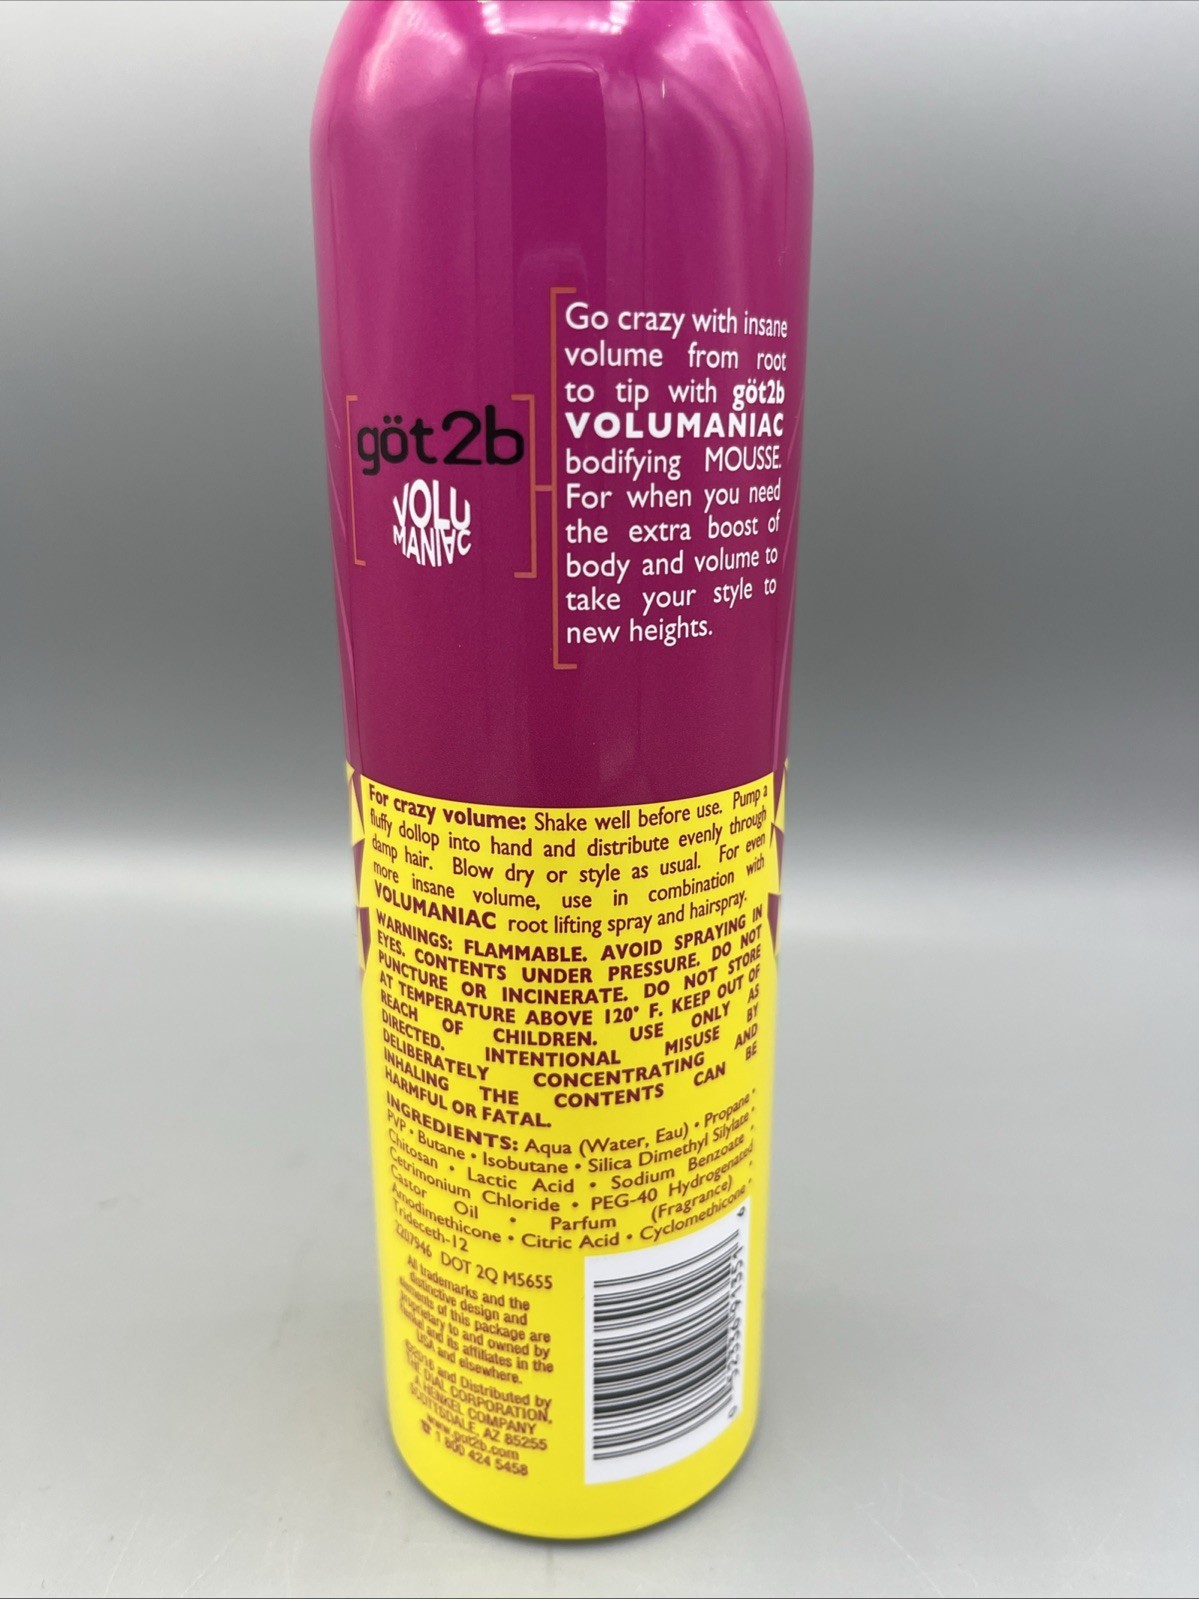 göt2b
VOLU
MANIAC
Go crazy with insane
volume from root
to tip with göt2b
VOLUMANIAC
bodifying MOUSSE.
For when you need
the extra boost of
body and volume to
take your style to
new heights.
For crazy volume: Shake well before use. Pump a
fluffy dollop into hand and distribute evenly through
damp hair. Blow dry or style as usual. For even
more insane volume, use in combination with
VOLUMANIAC root lifting spray and hairspray.
WARNINGS: FLAMMABLE. AVOID SPRAYING IN
EYES. CONTENTS UNDER PRESSURE. DO NOT
PUNCTURE OR INCINERATE. DO NOT STORE
AT TEMPERATURE ABOVE 120° F. KEEP OUT OF
REACH OF CHILDREN. USE ONLY AS
DIRECTED. INTENTIONAL MISUSE BY
DELIBERATELY CONCENTRATING AND
INHALING THE CONTENTS CAN BE
HARMFUL OR FATAL.
INGREDIENTS: Aqua (Water, Eau) • Propane •
PVP • Butane • Isobutane • Silica Dimethyl Silylate •
Chitosan • Lactic Acid • Sodium Benzoate •
Cetrimonium Chloride • PEG-40 Hydrogenated
Castor Oil • Parfum (Fragrance) •
Amodimethicone • Citric Acid • Cyclomethicone •
Trideceth-12
2207946 DOT 2Q M5655
All trademarks and the
distinctive design and
elements of this package are
proprietary to and owned by
Henkel and its affiliates in the
USA and elsewhere.
©2016 and Distributed by
THE DIAL CORPORATION,
A HENKEL COMPANY
SCOTTSDALE, AZ 85255
www.got2b.com
☎ 1 800 424 5458